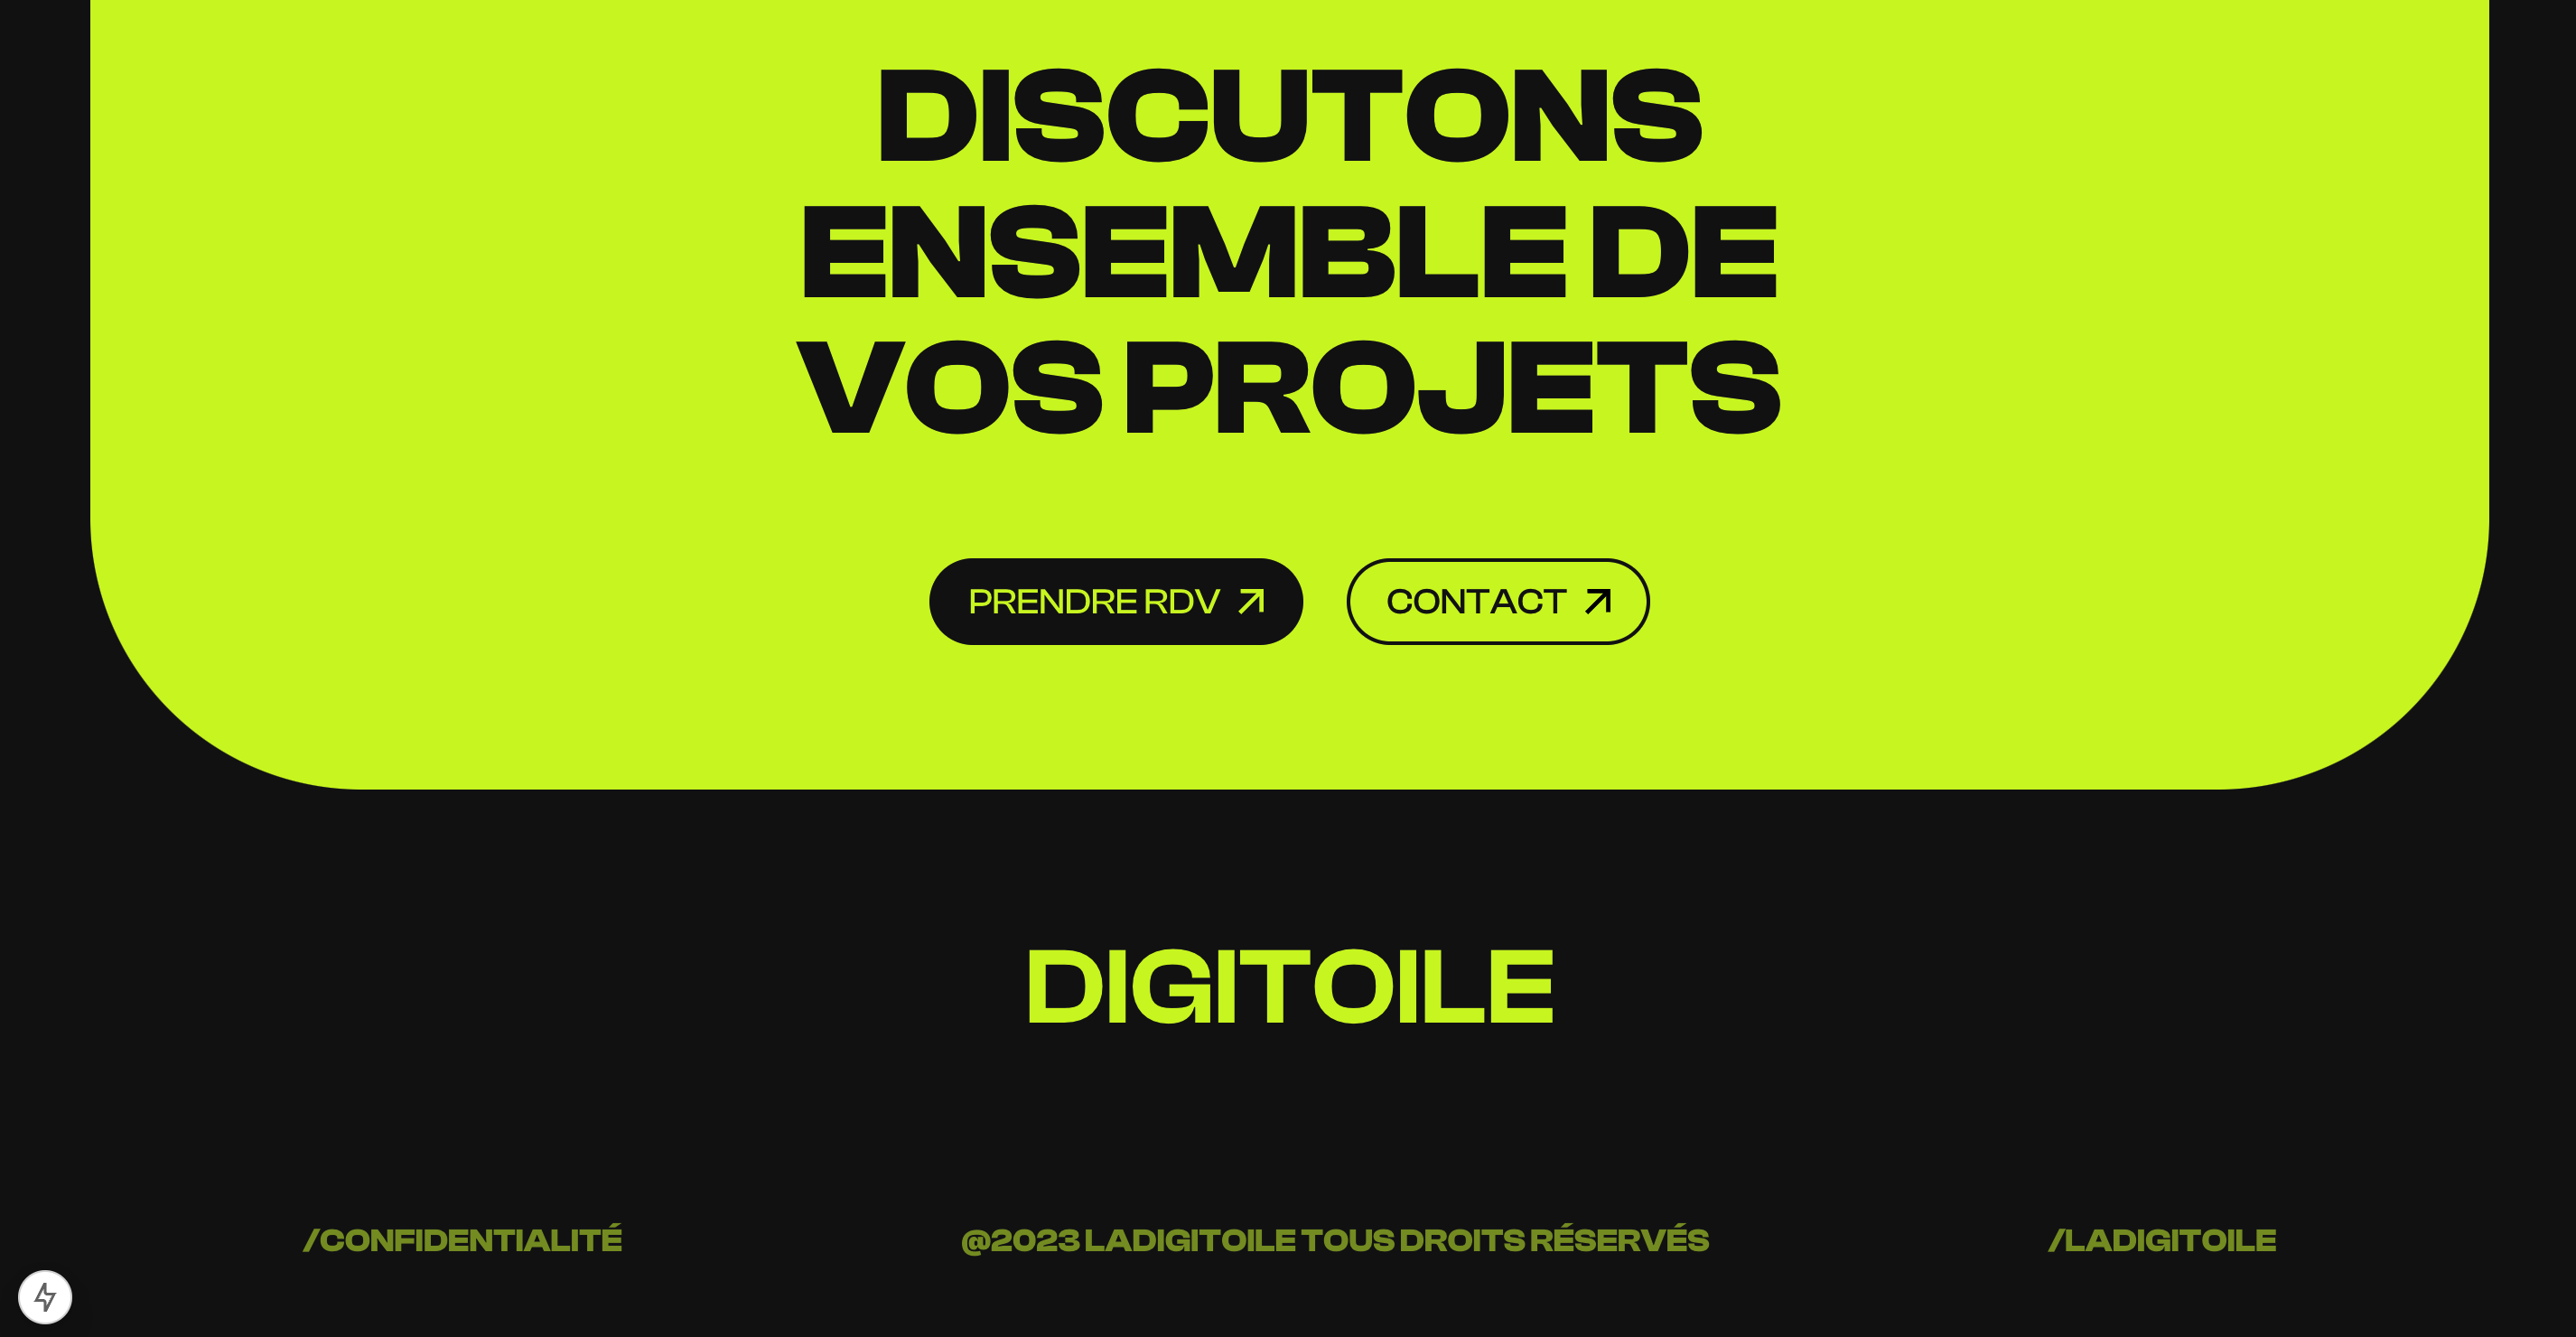 DISCUTONS
ENSEMBLE DE
VOS PROJETS
PRENDRE RDV
CONTACT
DIGITOILE
/CONFIDENTIALITÉ
@2023 LADIGITOILE TOUS DROITS RÉSERVÉS
/LADIGITOILE